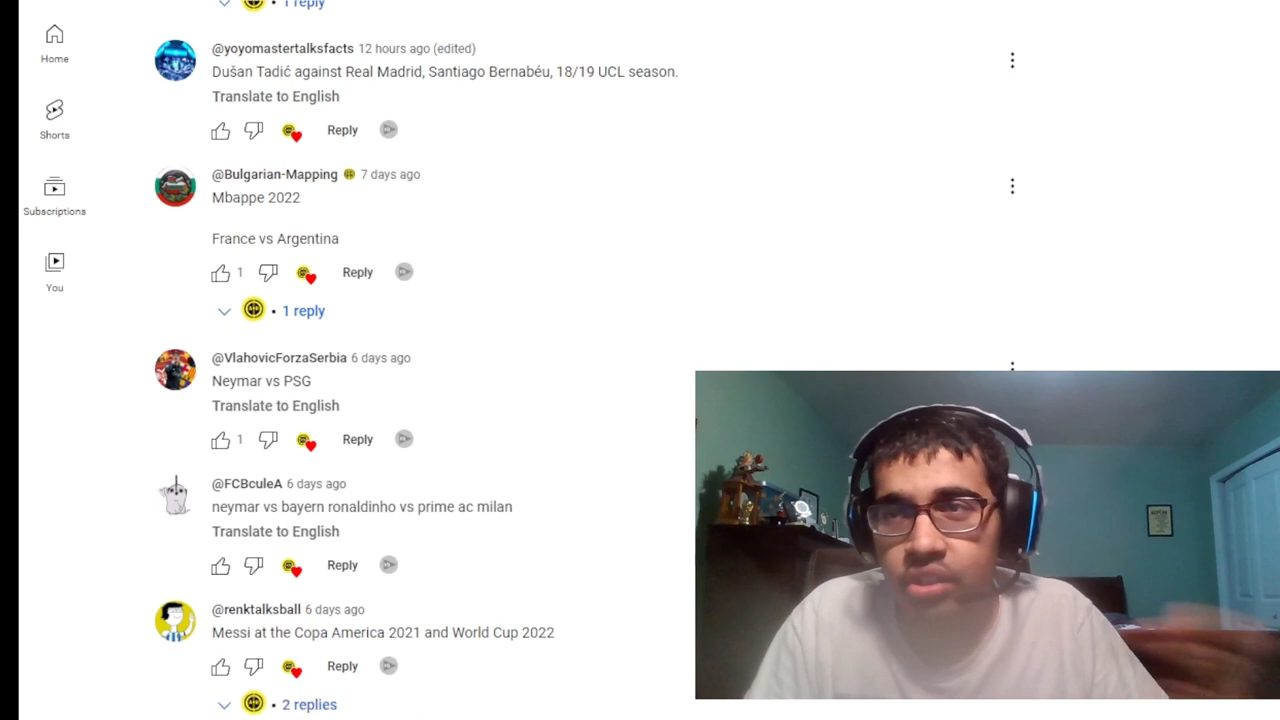 1 reply
Home
@yoyomastertalksfacts 12 hours ago (edited)
Dušan Tadić against Real Madrid, Santiago Bernabéu, 18/19 UCL season.
Translate to English
Reply
Shorts
@Bulgarian-Mapping 7 days ago
Mbappe 2022
Subscriptions
France vs Argentina
1 Reply
You
1 reply
@VlahovicForzaSerbia 6 days ago
Neymar vs PSG
Translate to English
1 Reply
@FCBculeA 6 days ago
neymar vs bayern ronaldinho vs prime ac milan
Translate to English
Reply
@renktalksball 6 days ago
Messi at the Copa America 2021 and World Cup 2022
Reply
2 replies